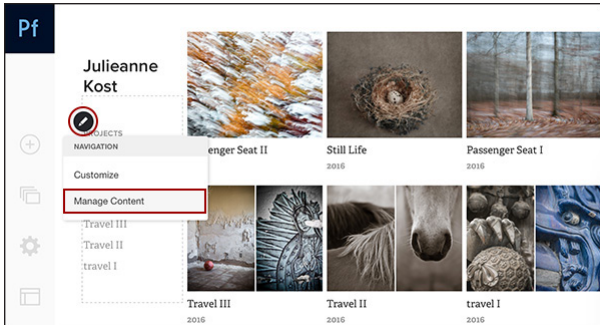 Pf
Julieanne
Kost
PROJECTS
NAVIGATION
Customize
Manage Content
Travel III
Travel II
travel I
enger Seat II
Still Life
2016
Passenger Seat I
2016
Travel III
2016
Travel II
2016
travel I
2016